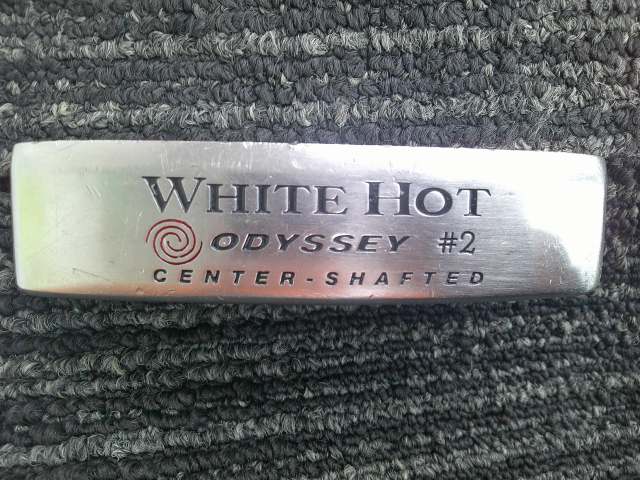 WHITE HOT
ODYSSEY #2
CENTER-SHAFTED